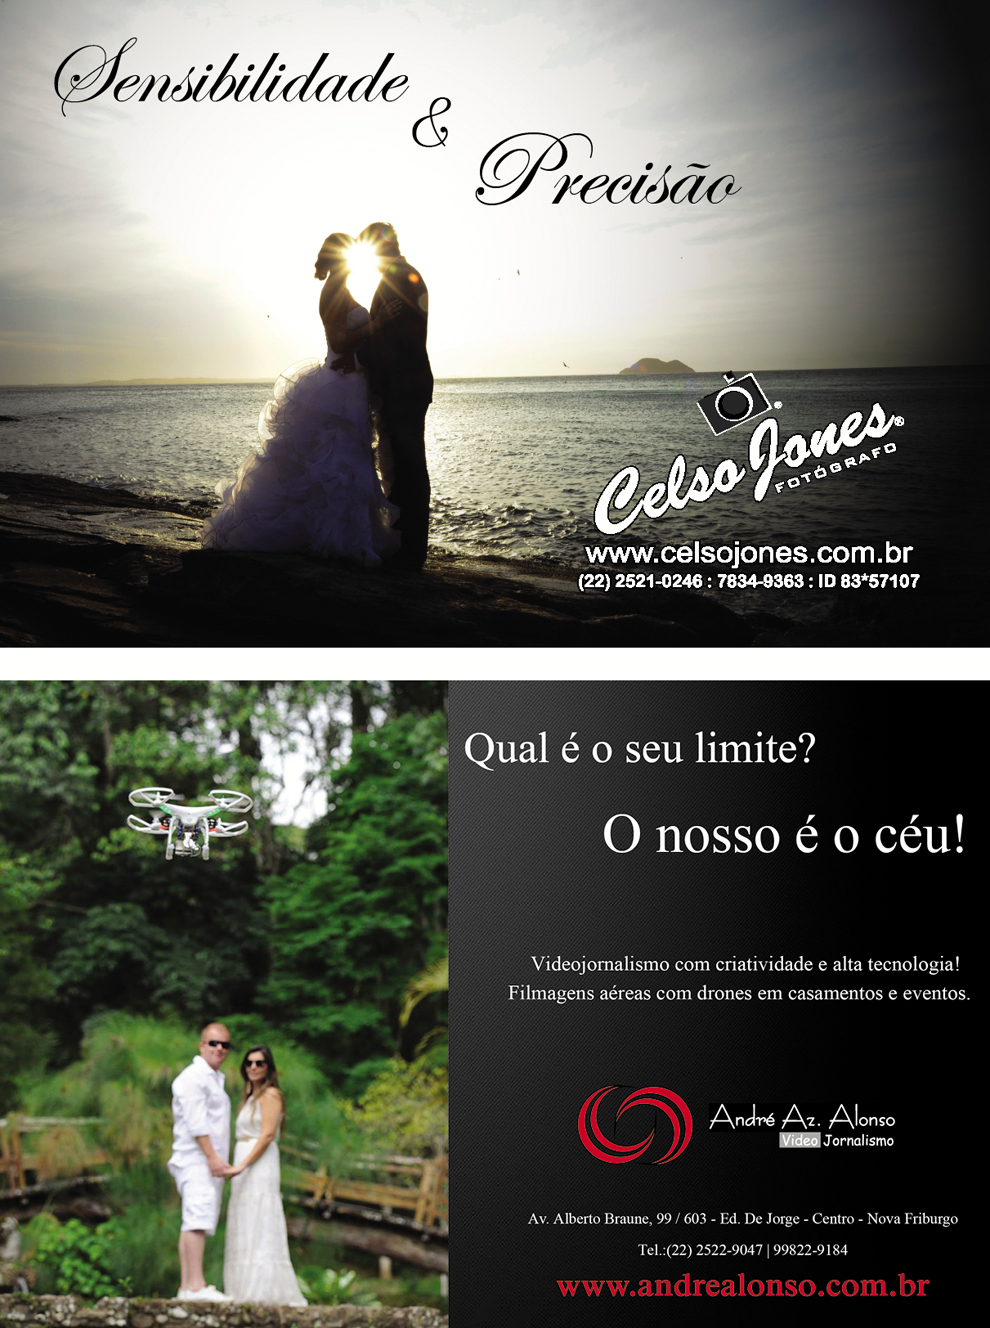 Sensibilidade
&
Precisão
Celso Jones®
FOTÓGRAFO
www.celsojones.com.br
(22) 2521-0246 : 7834-9363 : ID 83*57107
Qual é o seu limite?
O nosso é o céu!
Videojornalismo com criatividade e alta tecnologia!
Filmagens aéreas com drones em casamentos e eventos.
André Az. Alonso
Video Jornalismo
Av. Alberto Braune, 99 / 603 - Ed. De Jorge - Centro - Nova Friburgo
Tel.:(22) 2522-9047 | 99822-9184
www.andrealonso.com.br